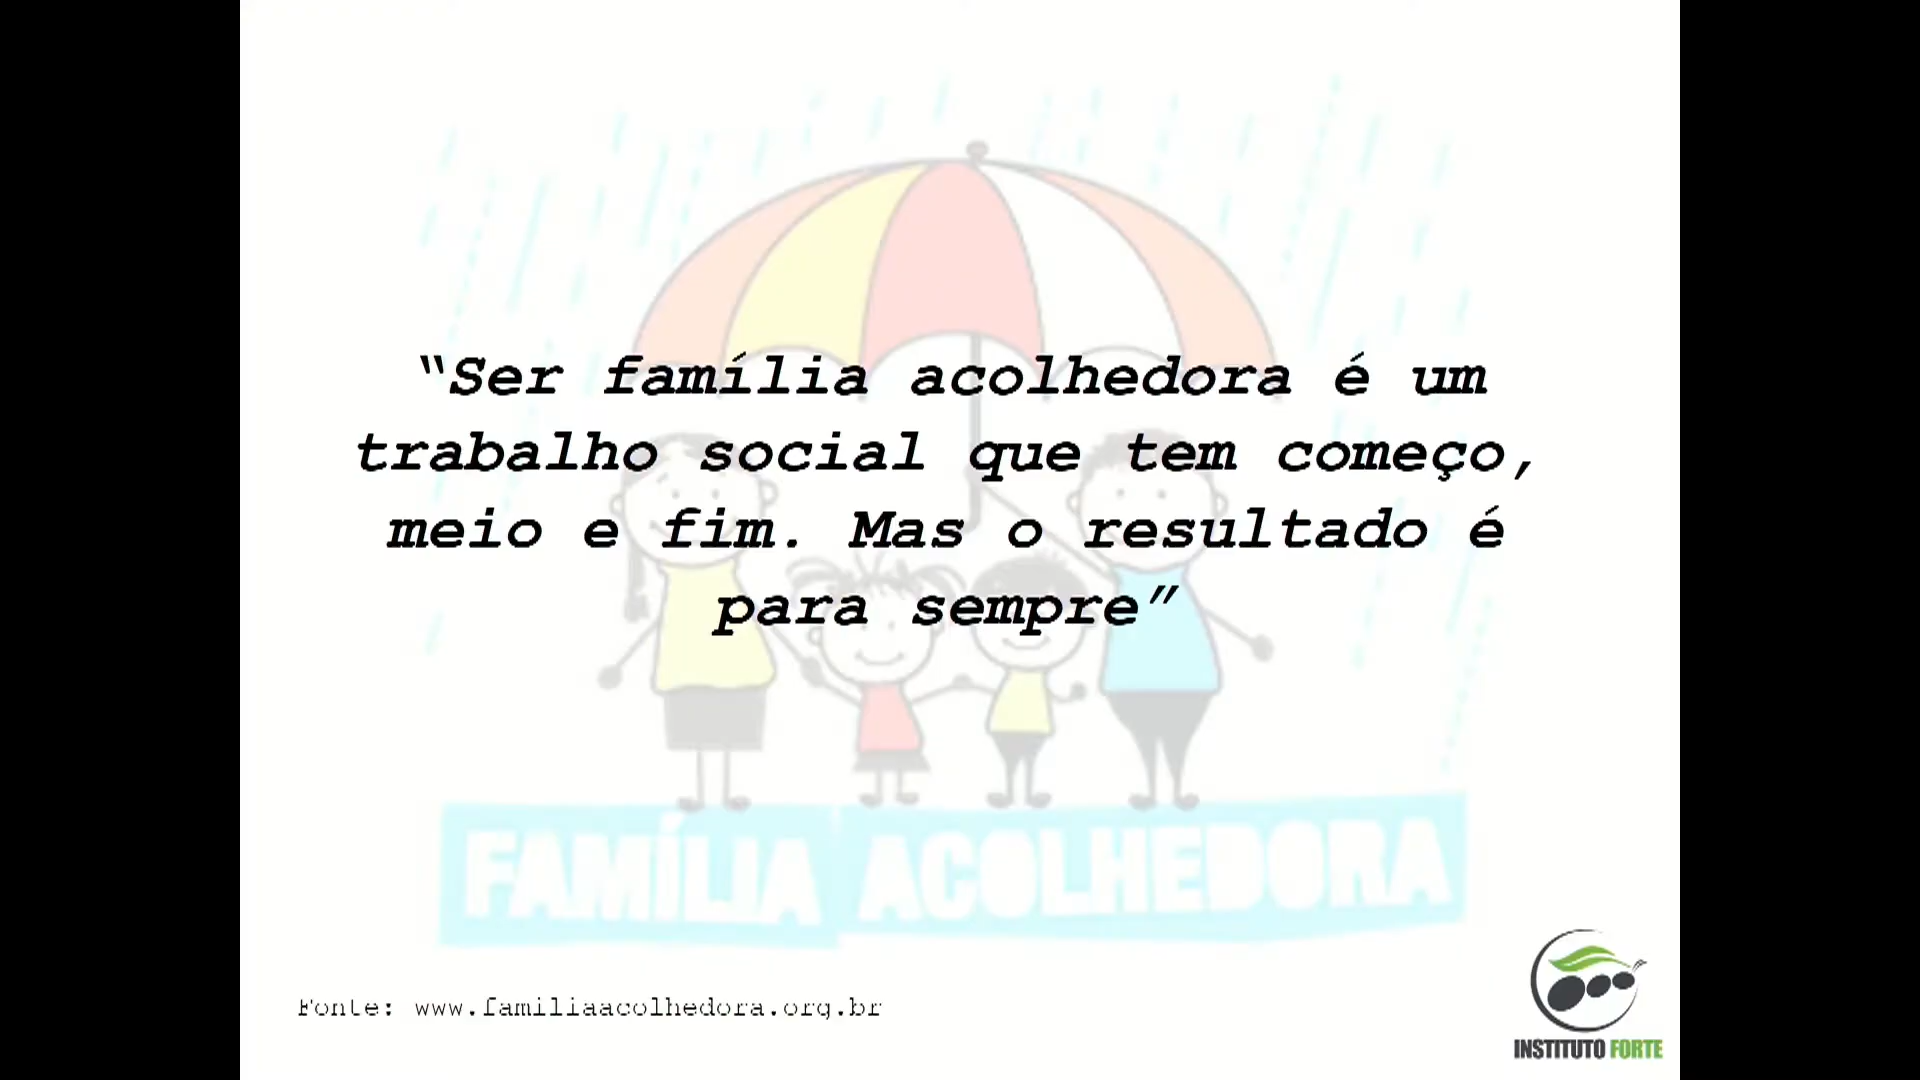 “Ser família acolhedora é um
trabalho social que tem começo,
meio e fim. Mas o resultado é
para sempre”
FAMÍLIA ACOLHEDORA
Fonte: www.familiaacolhedora.org.br
INSTITUTO FORTE